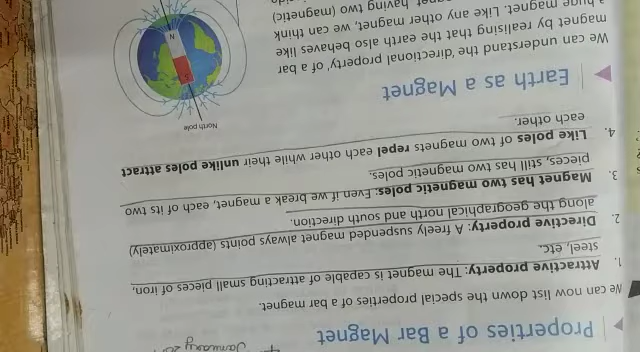 January
Properties of a Bar Magnet
We can now list down the special properties of a bar magnet.
1. Attractive property: The magnet is capable of attracting small pieces of iron,
steel, etc.
2. Directive property: A freely suspended magnet always points (approximately)
along the geographical north and south direction.
3. Magnet has two magnetic poles: Even if we break a magnet, each of its two
pieces, still has two magnetic poles.
4. Like poles of two magnets repel each other while their unlike poles attract
each other.
North pole
Earth as a Magnet
We can understand the 'directional property' of a bar
magnet by realising that the earth also behaves like
huge magnet. Like any other magnet, we can think
having two (magnetic)
S
N